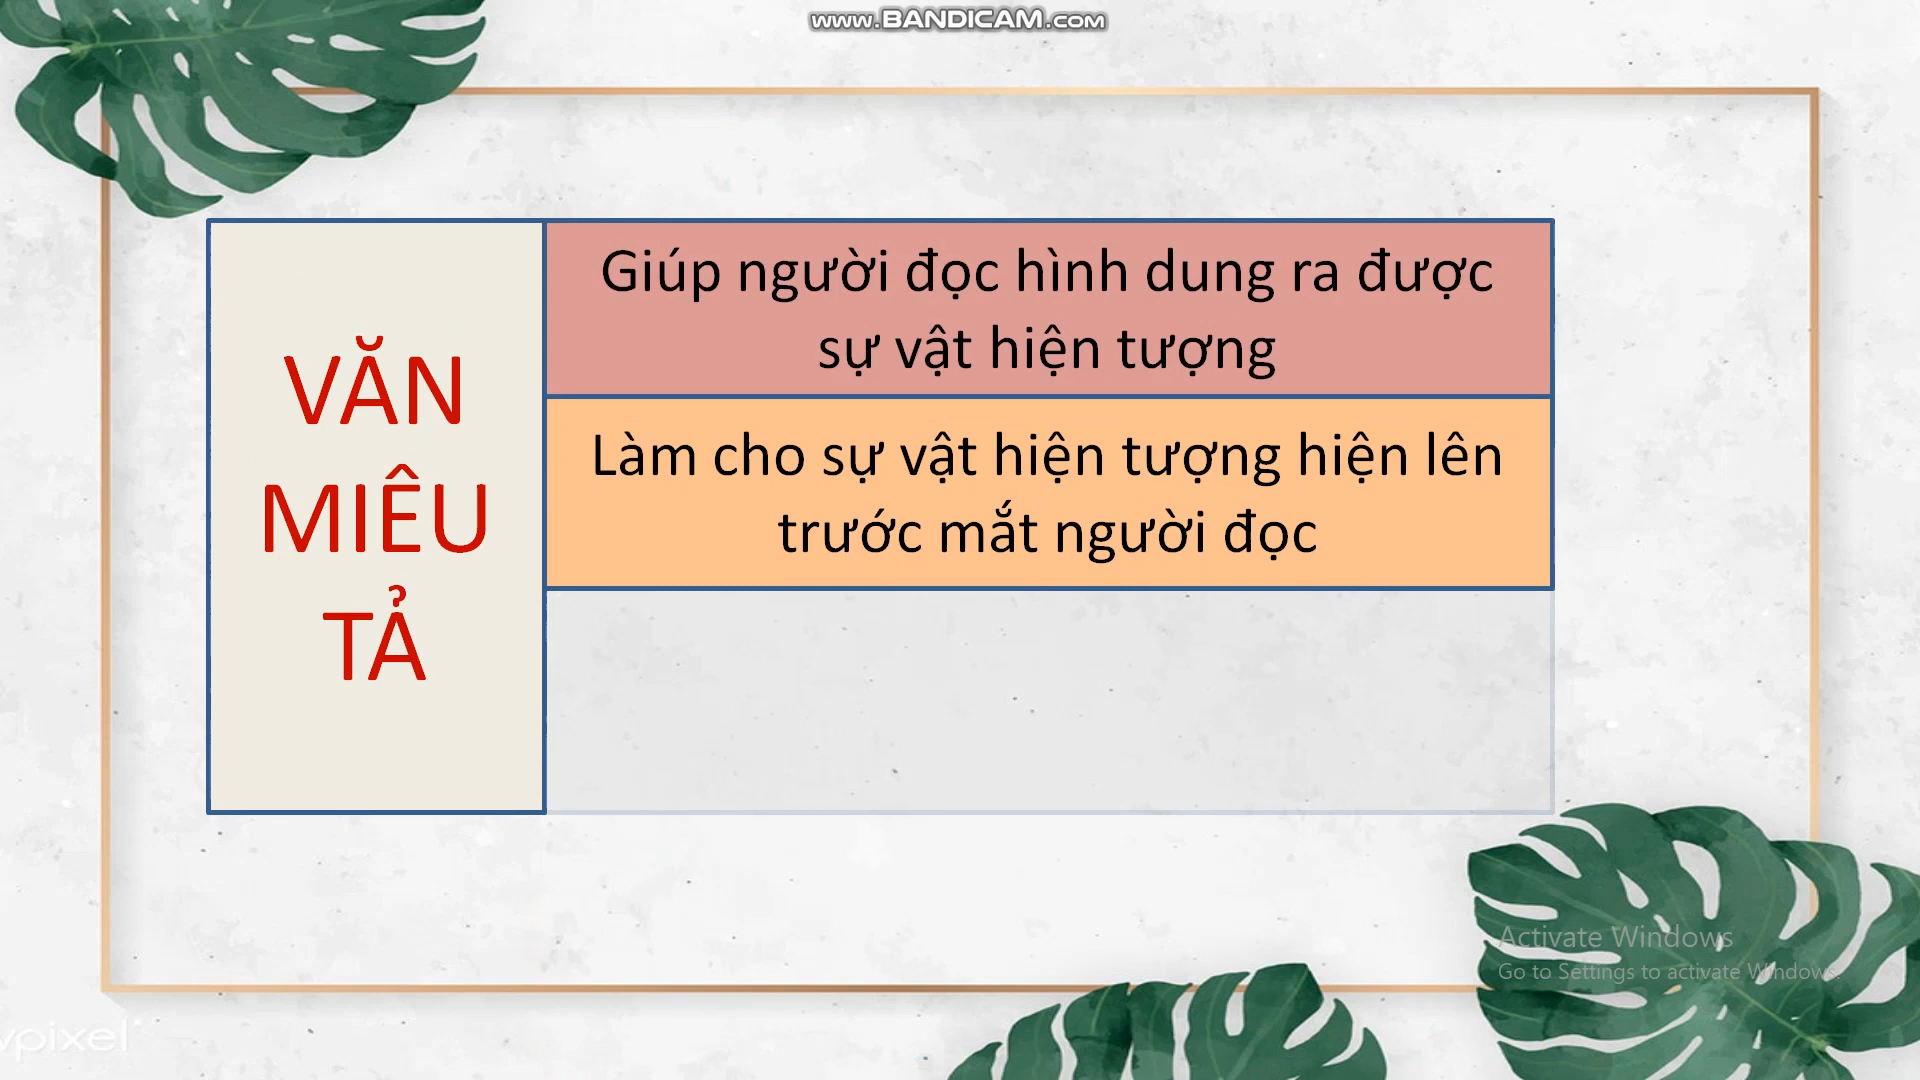 www.BANDICAM.com
VĂN
MIÊU
TẢ
Giúp người đọc hình dung ra được
sự vật hiện tượng
Làm cho sự vật hiện tượng hiện lên
trước mắt người đọc
Activate Windows
Go to Settings to activate Windows.
vpixel